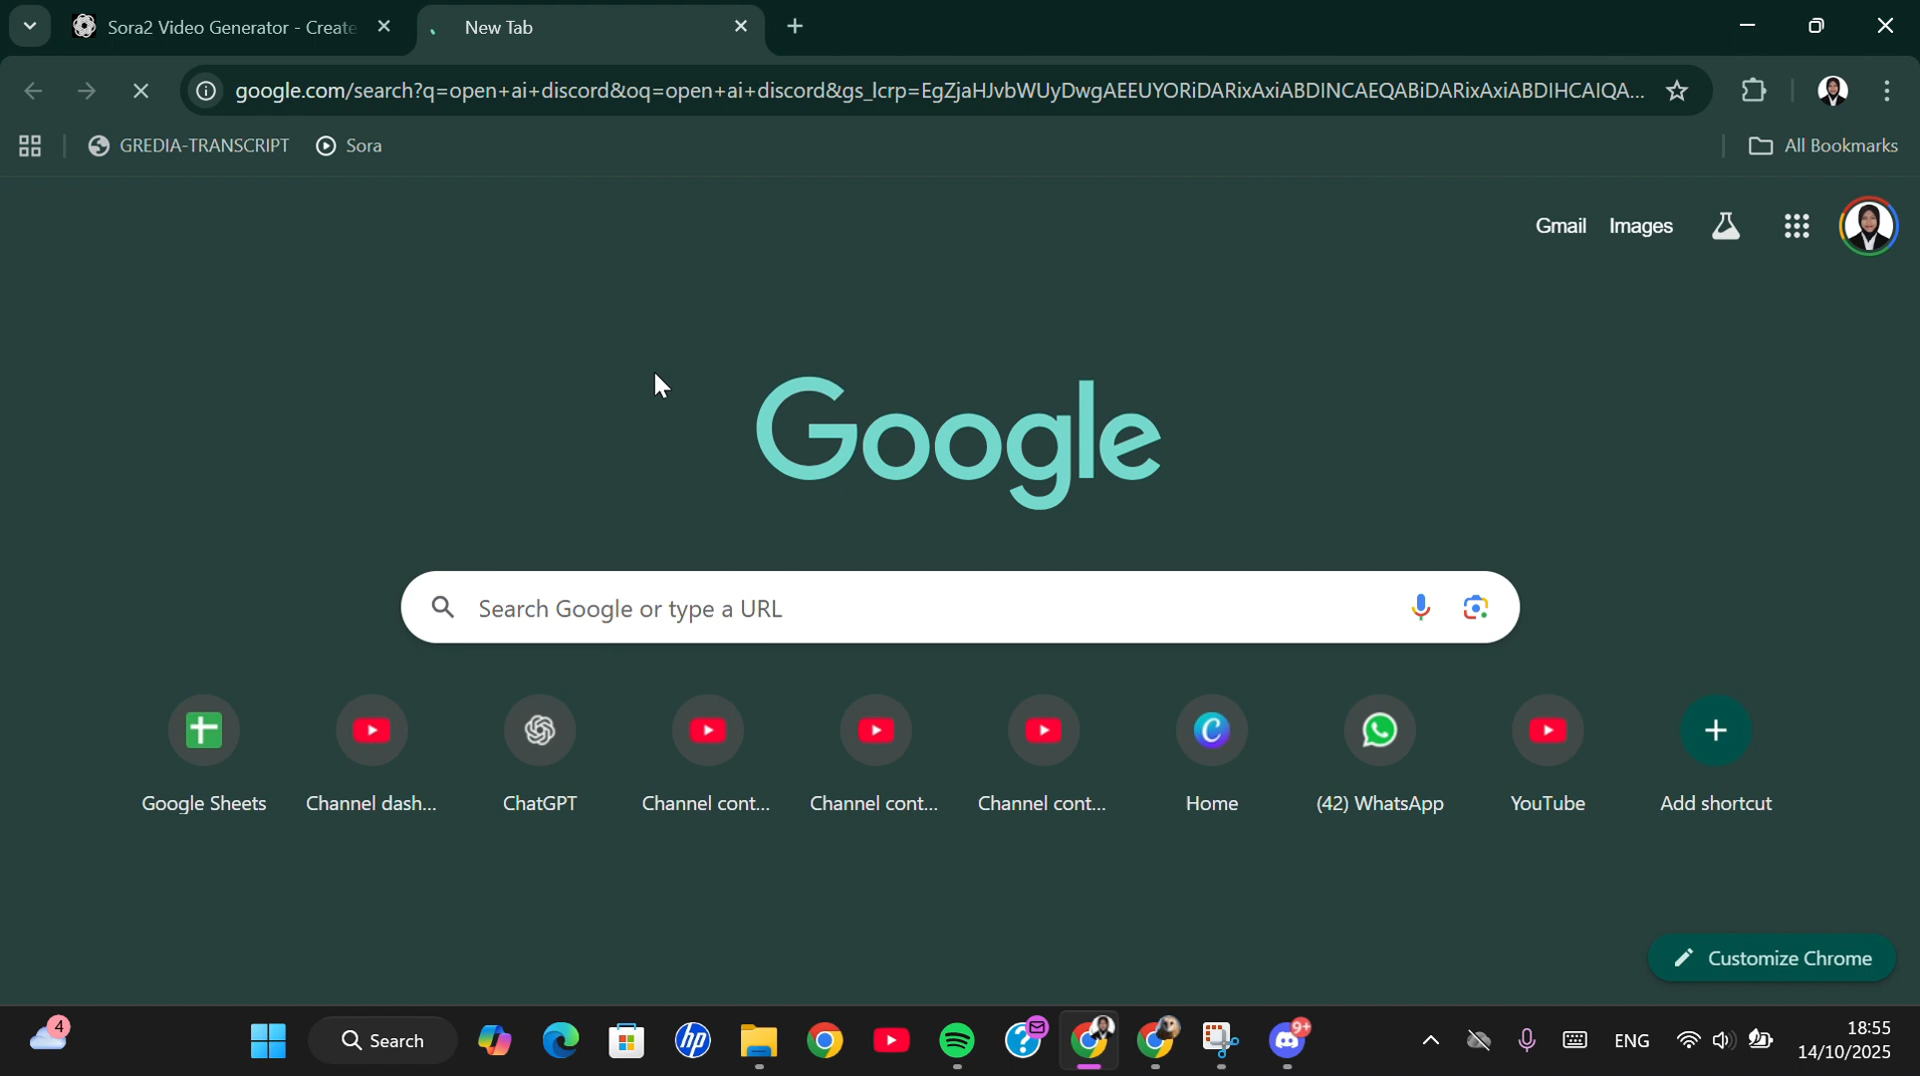 Sora2 Video Generator - Create
New Tab
google.com/search?q=open+ai+discord&oq=open+ai+discord&gs_lcrp=EgZjaHJvbWUyDwgAEEUYORiDARixAxiABDINCAEQABiDARixAxiABDIHCAIQA...
GREDIA-TRANSCRIPT
Sora
All Bookmarks
Gmail
Images
Google
Search Google or type a URL
Google Sheets
Channel dash...
ChatGPT
Channel cont...
Channel cont...
Channel cont...
Home
(42) WhatsApp
YouTube
Add shortcut
Customize Chrome
4
Search
hp
9+
ENG
18:55
14/10/2025